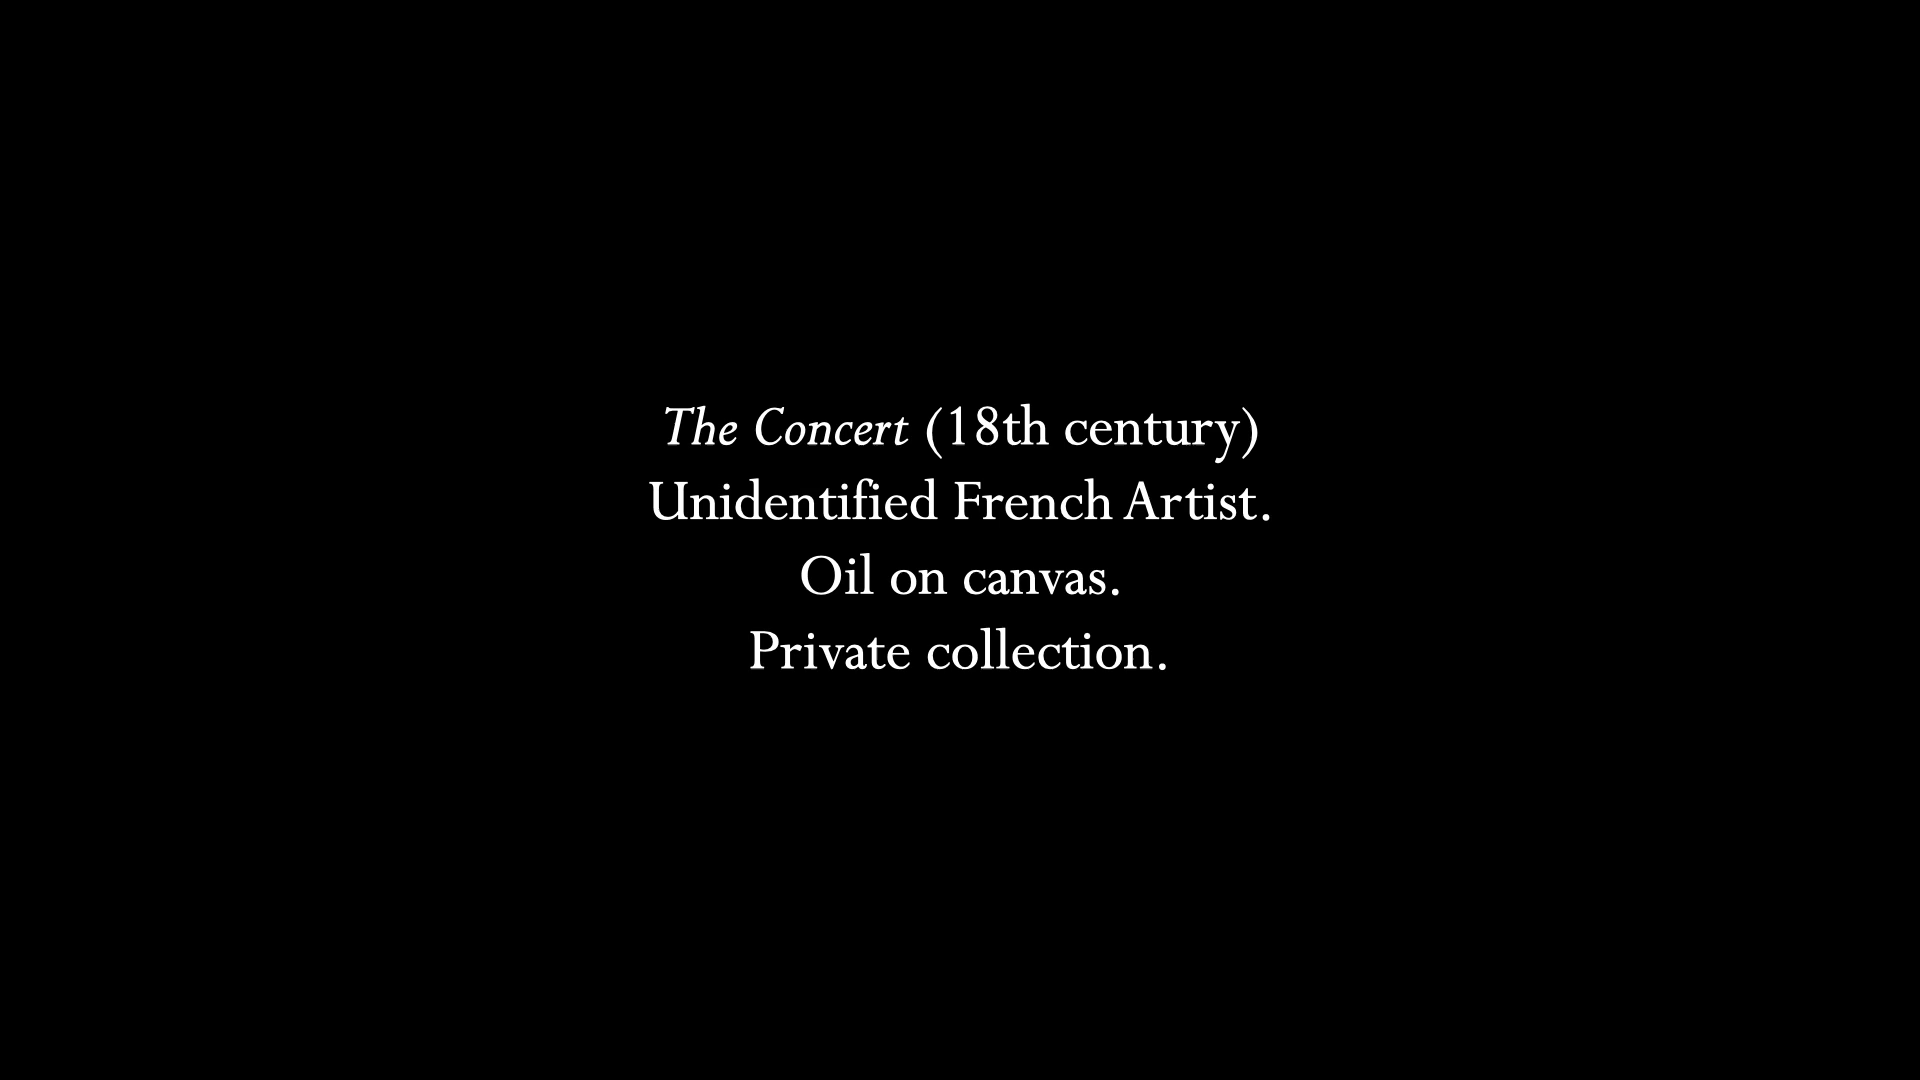 The Concert (18th century)
Unidentified French Artist.
Oil on canvas.
Private collection.